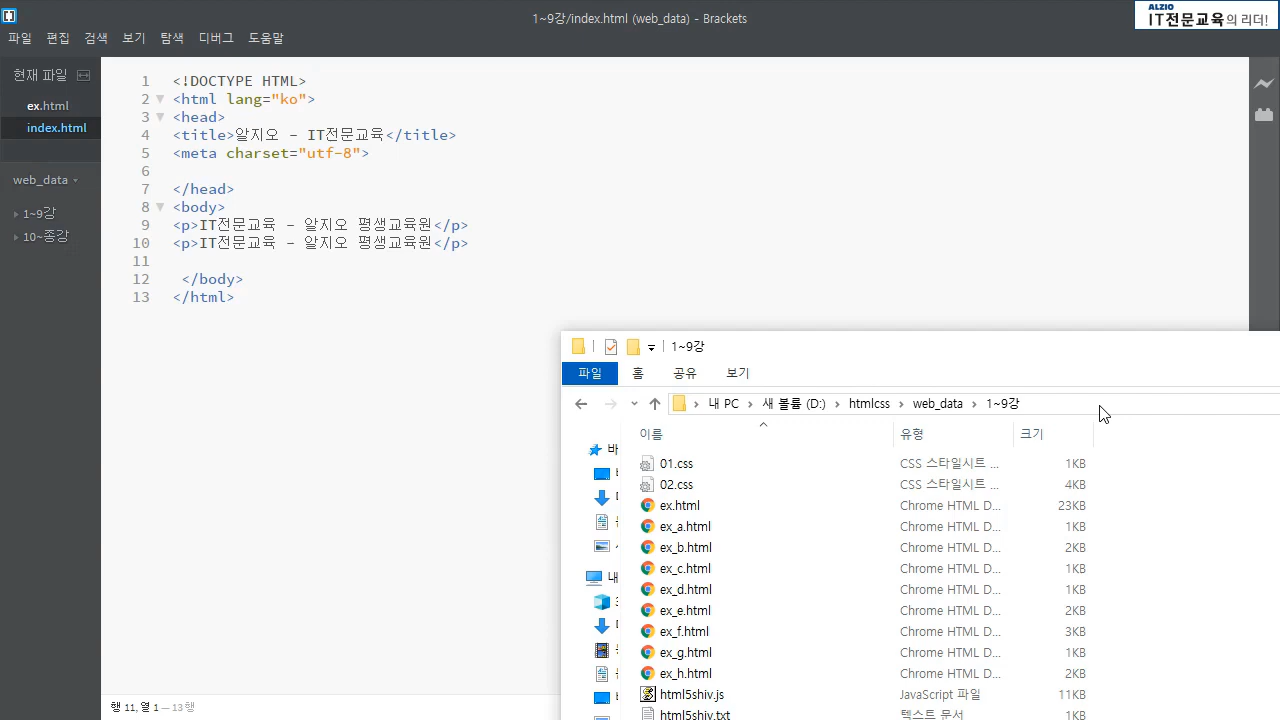 1~9강/index.html (web_data) - Brackets
ALZIO
IT전문교육의 리더!
파일 편집 검색 보기 탐색 디버그 도움말
현재 파일
ex.html
index.html
web_data
1~9강
10~종강
1 <!DOCTYPE HTML>
2 <html lang="ko">
3 <head>
4 <title>알지오 - IT전문교육</title>
5 <meta charset="utf-8">
6
7 </head>
8 <body>
9 <p>IT전문교육 - 알지오 평생교육원</p>
10 <p>IT전문교육 - 알지오 평생교육원</p>
11
12 </body>
13 </html>
행 11, 열 1 — 13 행
1~9강
파일 홈 공유 보기
내 PC › 새 볼륨 (D:) › htmlcss › web_data › 1~9강
이름 유형 크기
01.css CSS 스타일시트 ... 1KB
02.css CSS 스타일시트 ... 4KB
ex.html Chrome HTML D... 23KB
ex_a.html Chrome HTML D... 1KB
ex_b.html Chrome HTML D... 2KB
ex_c.html Chrome HTML D... 1KB
ex_d.html Chrome HTML D... 1KB
ex_e.html Chrome HTML D... 2KB
ex_f.html Chrome HTML D... 3KB
ex_g.html Chrome HTML D... 1KB
ex_h.html Chrome HTML D... 2KB
html5shiv.js JavaScript 파일 11KB
html5shiv.txt 텍스트 문서 1KB
바
내